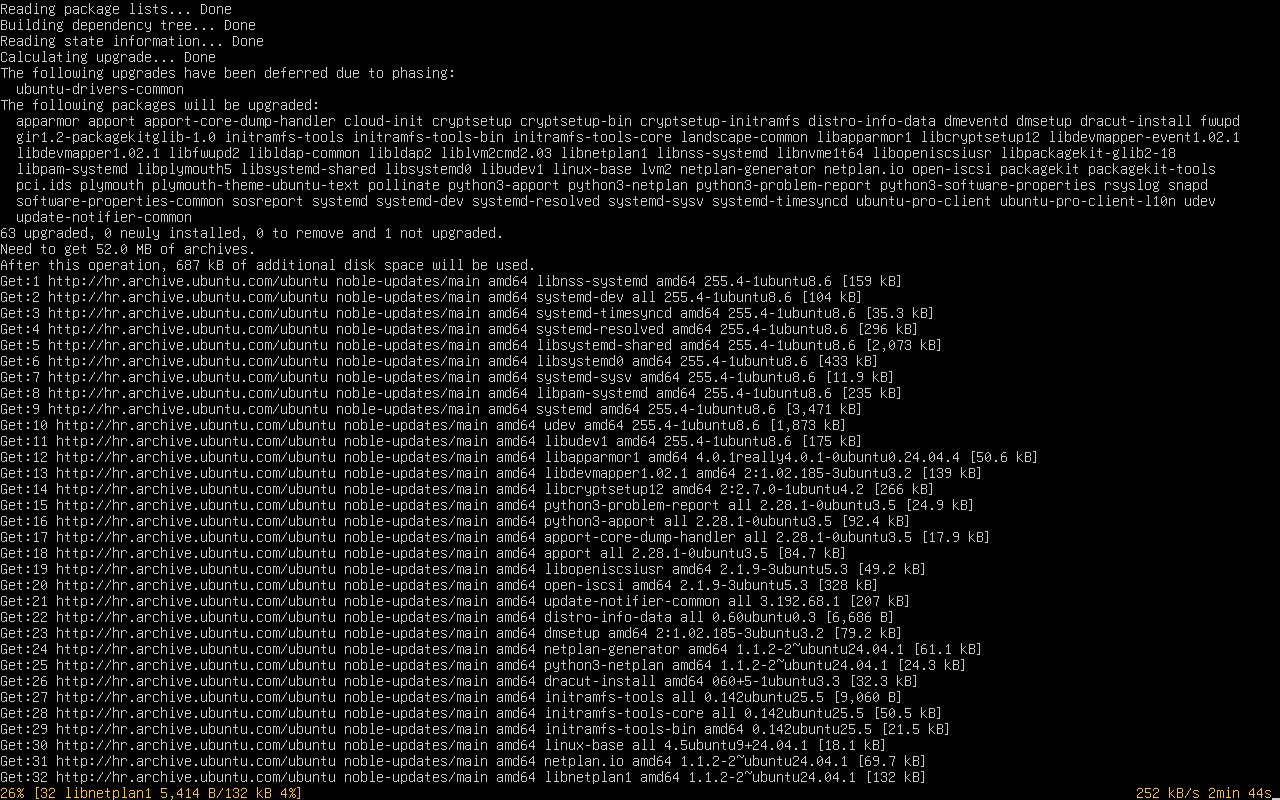 Reading package lists... Done
Building dependency tree... Done
Reading state information... Done
Calculating upgrade... Done
The following upgrades have been deferred due to phasing:
  ubuntu-drivers-common
The following packages will be upgraded:
  apparmor apport apport-core-dump-handler cloud-init cryptsetup cryptsetup-bin cryptsetup-initramfs distro-info-data dmeventd dmsetup dracut-install fwupd
  gir1.2-packagekitglib-1.0 initramfs-tools initramfs-tools-bin initramfs-tools-core landscape-common libapparmor1 libcryptsetup12 libdevmapper-event1.02.1
  libdevmapper1.02.1 libfwupd2 libldap-common libldap2 liblvm2cmd2.03 libnetplan1 libnss-systemd libnvme1t64 libopeniscsiusr libpackagekit-glib2-18
  libpam-systemd libplymouth5 libsystemd-shared libsystemd0 libudev1 linux-base lvm2 netplan-generator netplan.io open-iscsi packagekit packagekit-tools
  pci.ids plymouth plymouth-theme-ubuntu-text pollinate python3-apport python3-netplan python3-problem-report python3-software-properties rsyslog snapd
  software-properties-common sosreport systemd systemd-dev systemd-resolved systemd-sysv systemd-timesyncd ubuntu-pro-client ubuntu-pro-client-l10n udev
  update-notifier-common
63 upgraded, 0 newly installed, 0 to remove and 1 not upgraded.
Need to get 52.0 MB of archives.
After this operation, 687 kB of additional disk space will be used.
Get:1 http://hr.archive.ubuntu.com/ubuntu noble-updates/main amd64 libnss-systemd amd64 255.4-1ubuntu8.6 [159 kB]
Get:2 http://hr.archive.ubuntu.com/ubuntu noble-updates/main amd64 systemd-dev all 255.4-1ubuntu8.6 [104 kB]
Get:3 http://hr.archive.ubuntu.com/ubuntu noble-updates/main amd64 systemd-timesyncd amd64 255.4-1ubuntu8.6 [35.3 kB]
Get:4 http://hr.archive.ubuntu.com/ubuntu noble-updates/main amd64 systemd-resolved amd64 255.4-1ubuntu8.6 [296 kB]
Get:5 http://hr.archive.ubuntu.com/ubuntu noble-updates/main amd64 libsystemd-shared amd64 255.4-1ubuntu8.6 [2,073 kB]
Get:6 http://hr.archive.ubuntu.com/ubuntu noble-updates/main amd64 libsystemd0 amd64 255.4-1ubuntu8.6 [433 kB]
Get:7 http://hr.archive.ubuntu.com/ubuntu noble-updates/main amd64 systemd-sysv amd64 255.4-1ubuntu8.6 [11.9 kB]
Get:8 http://hr.archive.ubuntu.com/ubuntu noble-updates/main amd64 libpam-systemd amd64 255.4-1ubuntu8.6 [235 kB]
Get:9 http://hr.archive.ubuntu.com/ubuntu noble-updates/main amd64 systemd amd64 255.4-1ubuntu8.6 [3,471 kB]
Get:10 http://hr.archive.ubuntu.com/ubuntu noble-updates/main amd64 udev amd64 255.4-1ubuntu8.6 [1,873 kB]
Get:11 http://hr.archive.ubuntu.com/ubuntu noble-updates/main amd64 libudev1 amd64 255.4-1ubuntu8.6 [175 kB]
Get:12 http://hr.archive.ubuntu.com/ubuntu noble-updates/main amd64 libapparmor1 amd64 4.0.1really4.0.1-0ubuntu0.24.04.4 [50.6 kB]
Get:13 http://hr.archive.ubuntu.com/ubuntu noble-updates/main amd64 libdevmapper1.02.1 amd64 2:1.02.185-3ubuntu3.2 [139 kB]
Get:14 http://hr.archive.ubuntu.com/ubuntu noble-updates/main amd64 libcryptsetup12 amd64 2:2.7.0-1ubuntu4.2 [266 kB]
Get:15 http://hr.archive.ubuntu.com/ubuntu noble-updates/main amd64 python3-problem-report all 2.28.1-0ubuntu3.5 [24.9 kB]
Get:16 http://hr.archive.ubuntu.com/ubuntu noble-updates/main amd64 python3-apport all 2.28.1-0ubuntu3.5 [92.4 kB]
Get:17 http://hr.archive.ubuntu.com/ubuntu noble-updates/main amd64 apport-core-dump-handler all 2.28.1-0ubuntu3.5 [17.9 kB]
Get:18 http://hr.archive.ubuntu.com/ubuntu noble-updates/main amd64 apport all 2.28.1-0ubuntu3.5 [84.7 kB]
Get:19 http://hr.archive.ubuntu.com/ubuntu noble-updates/main amd64 libopeniscsiusr amd64 2.1.9-3ubuntu5.3 [49.2 kB]
Get:20 http://hr.archive.ubuntu.com/ubuntu noble-updates/main amd64 open-iscsi amd64 2.1.9-3ubuntu5.3 [328 kB]
Get:21 http://hr.archive.ubuntu.com/ubuntu noble-updates/main amd64 update-notifier-common all 3.192.68.1 [207 kB]
Get:22 http://hr.archive.ubuntu.com/ubuntu noble-updates/main amd64 distro-info-data all 0.60ubuntu0.3 [6,686 B]
Get:23 http://hr.archive.ubuntu.com/ubuntu noble-updates/main amd64 dmsetup amd64 2:1.02.185-3ubuntu3.2 [79.2 kB]
Get:24 http://hr.archive.ubuntu.com/ubuntu noble-updates/main amd64 netplan-generator amd64 1.1.2-2~ubuntu24.04.1 [61.1 kB]
Get:25 http://hr.archive.ubuntu.com/ubuntu noble-updates/main amd64 python3-netplan amd64 1.1.2-2~ubuntu24.04.1 [24.3 kB]
Get:26 http://hr.archive.ubuntu.com/ubuntu noble-updates/main amd64 dracut-install amd64 060+5-1ubuntu3.3 [32.3 kB]
Get:27 http://hr.archive.ubuntu.com/ubuntu noble-updates/main amd64 initramfs-tools all 0.142ubuntu25.5 [9,060 B]
Get:28 http://hr.archive.ubuntu.com/ubuntu noble-updates/main amd64 initramfs-tools-core all 0.142ubuntu25.5 [50.5 kB]
Get:29 http://hr.archive.ubuntu.com/ubuntu noble-updates/main amd64 initramfs-tools-bin amd64 0.142ubuntu25.5 [21.5 kB]
Get:30 http://hr.archive.ubuntu.com/ubuntu noble-updates/main amd64 linux-base all 4.5ubuntu9+24.04.1 [18.1 kB]
Get:31 http://hr.archive.ubuntu.com/ubuntu noble-updates/main amd64 netplan.io amd64 1.1.2-2~ubuntu24.04.1 [69.7 kB]
Get:32 http://hr.archive.ubuntu.com/ubuntu noble-updates/main amd64 libnetplan1 amd64 1.1.2-2~ubuntu24.04.1 [132 kB]
26% [32 libnetplan1 5,414 B/132 kB 4%] 252 kB/s 2min 44s